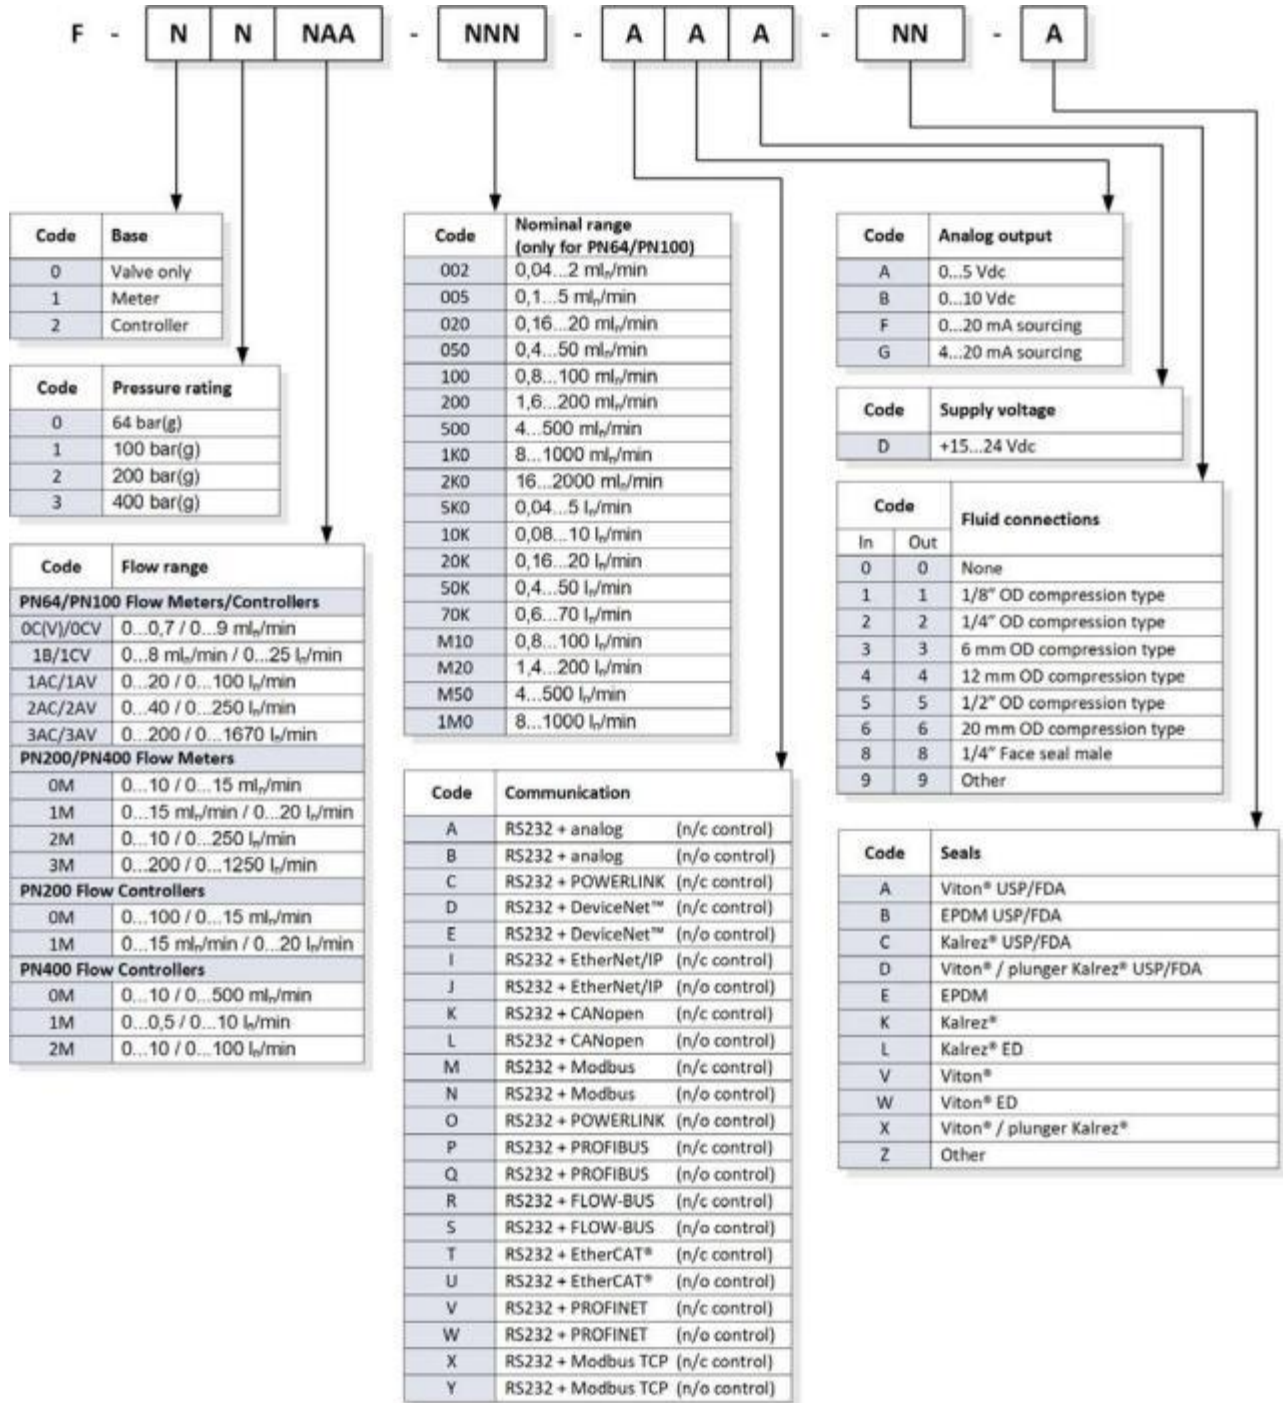 F - N N NAA - NNN - A A A - NN - A
Code Base
0 Valve only
1 Meter
2 Controller
Code Pressure rating
0 64 bar(g)
1 100 bar(g)
2 200 bar(g)
3 400 bar(g)
Code Flow range
PN64/PN100 Flow Meters/Controllers
0C(V)/0CV 0...0,7 / 0...9 mlₙ/min
1B/1CV 0...8 mlₙ/min / 0...25 lₙ/min
1AC/1AV 0...20 / 0...100 lₙ/min
2AC/2AV 0...40 / 0...250 lₙ/min
3AC/3AV 0...200 / 0...1670 lₙ/min
PN200/PN400 Flow Meters
0M 0...10 / 0...15 mlₙ/min
1M 0...15 mlₙ/min / 0...20 lₙ/min
2M 0...10 / 0...250 lₙ/min
3M 0...200 / 0...1250 lₙ/min
PN200 Flow Controllers
0M 0...100 / 0...15 mlₙ/min
1M 0...15 mlₙ/min / 0...20 lₙ/min
PN400 Flow Controllers
0M 0...10 / 0...500 mlₙ/min
1M 0...0,5 / 0...10 lₙ/min
2M 0...10 / 0...100 lₙ/min
Code Nominal range
(only for PN64/PN100)
002 0,04...2 mlₙ/min
005 0,1...5 mlₙ/min
020 0,16...20 mlₙ/min
050 0,4...50 mlₙ/min
100 0,8...100 mlₙ/min
200 1,6...200 mlₙ/min
500 4...500 mlₙ/min
1K0 8...1000 mlₙ/min
2K0 16...2000 mlₙ/min
5K0 0,04...5 lₙ/min
10K 0,08...10 lₙ/min
20K 0,16...20 lₙ/min
50K 0,4...50 lₙ/min
70K 0,6...70 lₙ/min
M10 0,8...100 lₙ/min
M20 1,4...200 lₙ/min
M50 4...500 lₙ/min
1M0 8...1000 lₙ/min
Code Communication
A RS232 + analog (n/c control)
B RS232 + analog (n/o control)
C RS232 + POWERLINK (n/c control)
D RS232 + DeviceNet™ (n/c control)
E RS232 + DeviceNet™ (n/o control)
I RS232 + EtherNet/IP (n/c control)
J RS232 + EtherNet/IP (n/o control)
K RS232 + CANopen (n/c control)
L RS232 + CANopen (n/o control)
M RS232 + Modbus (n/c control)
N RS232 + Modbus (n/o control)
O RS232 + POWERLINK (n/o control)
P RS232 + PROFIBUS (n/c control)
Q RS232 + PROFIBUS (n/o control)
R RS232 + FLOW-BUS (n/c control)
S RS232 + FLOW-BUS (n/o control)
T RS232 + EtherCAT® (n/c control)
U RS232 + EtherCAT® (n/o control)
V RS232 + PROFINET (n/c control)
W RS232 + PROFINET (n/o control)
X RS232 + Modbus TCP (n/c control)
Y RS232 + Modbus TCP (n/o control)
Code Analog output
A 0...5 Vdc
B 0...10 Vdc
F 0...20 mA sourcing
G 4...20 mA sourcing
Code Supply voltage
D +15...24 Vdc
Code Fluid connections
In Out
0 0 None
1 1 1/8" OD compression type
2 2 1/4" OD compression type
3 3 6 mm OD compression type
4 4 12 mm OD compression type
5 5 1/2" OD compression type
6 6 20 mm OD compression type
8 8 1/4" Face seal male
9 9 Other
Code Seals
A Viton® USP/FDA
B EPDM USP/FDA
C Kalrez® USP/FDA
D Viton® / plunger Kalrez® USP/FDA
E EPDM
K Kalrez®
L Kalrez® ED
V Viton®
W Viton® ED
X Viton® / plunger Kalrez®
Z Other